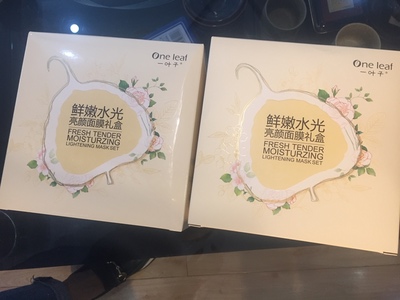 One leaf
一叶子
鲜嫩水光
亮颜面膜礼盒
FRESH TENDER
MOISTURZING
LIGHTENING MASK SET
One leaf
一叶子
鲜嫩水光
亮颜面膜礼盒
FRESH TENDER
MOISTURZING
LIGHTENING MASK SET